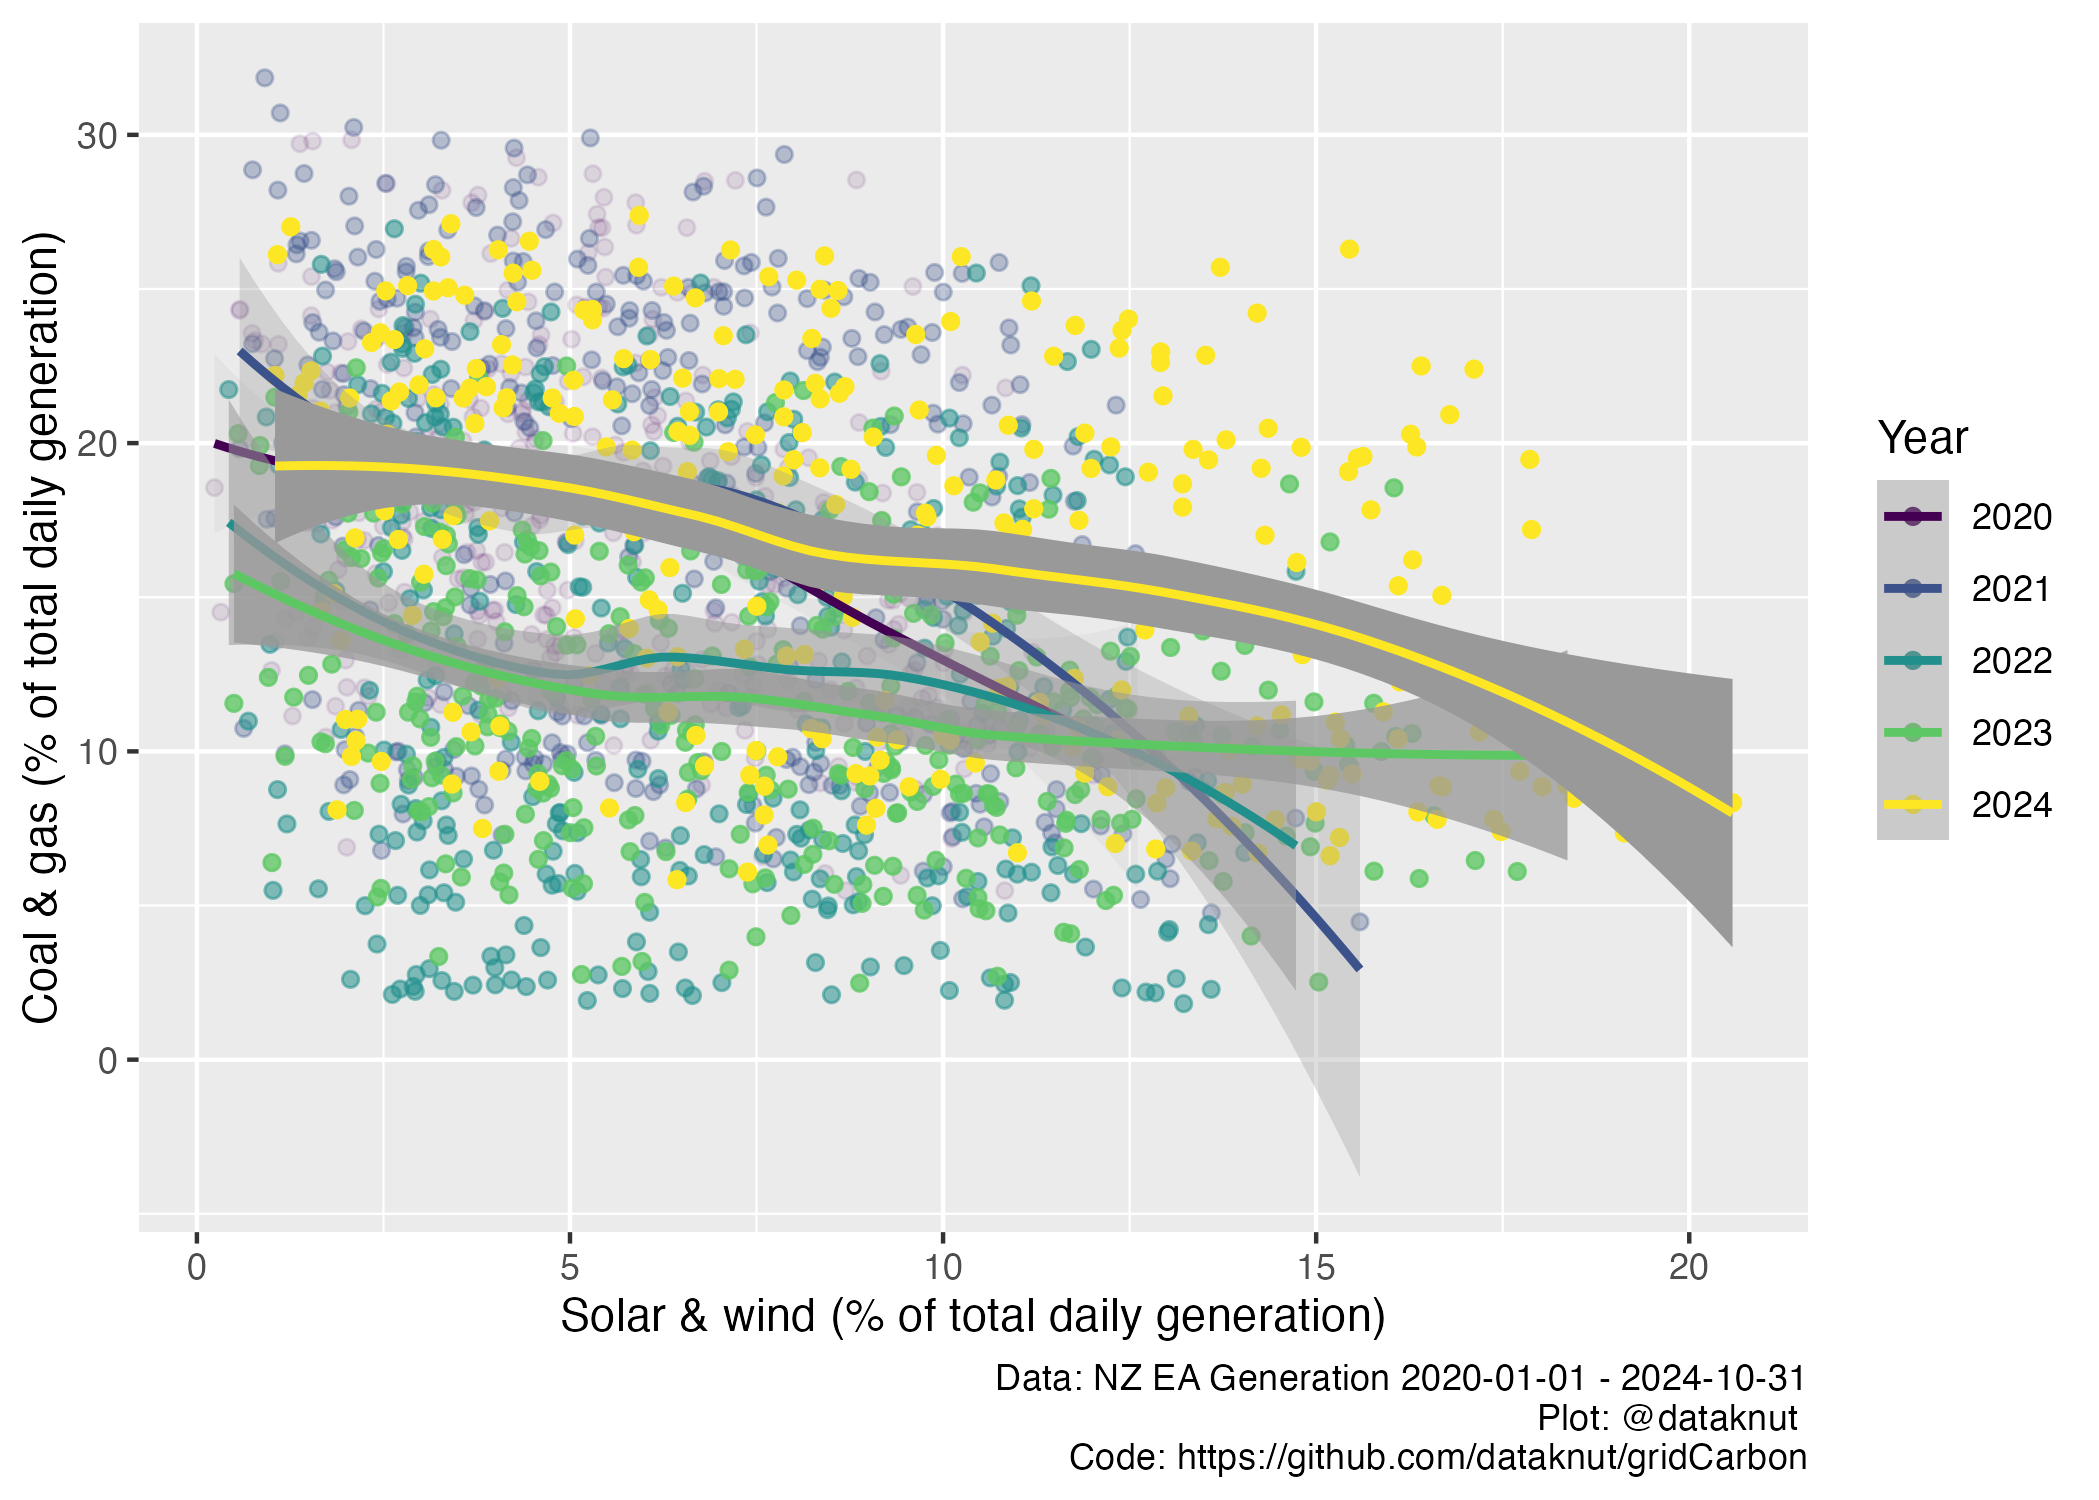 Coal & gas (% of total daily generation)
30
20
10
0
0 5 10 15 20
Solar & wind (% of total daily generation)
Year
2020
2021
2022
2023
2024
Data: NZ EA Generation 2020-01-01 - 2024-10-31
Plot: @dataknut
Code: https://github.com/dataknut/gridCarbon